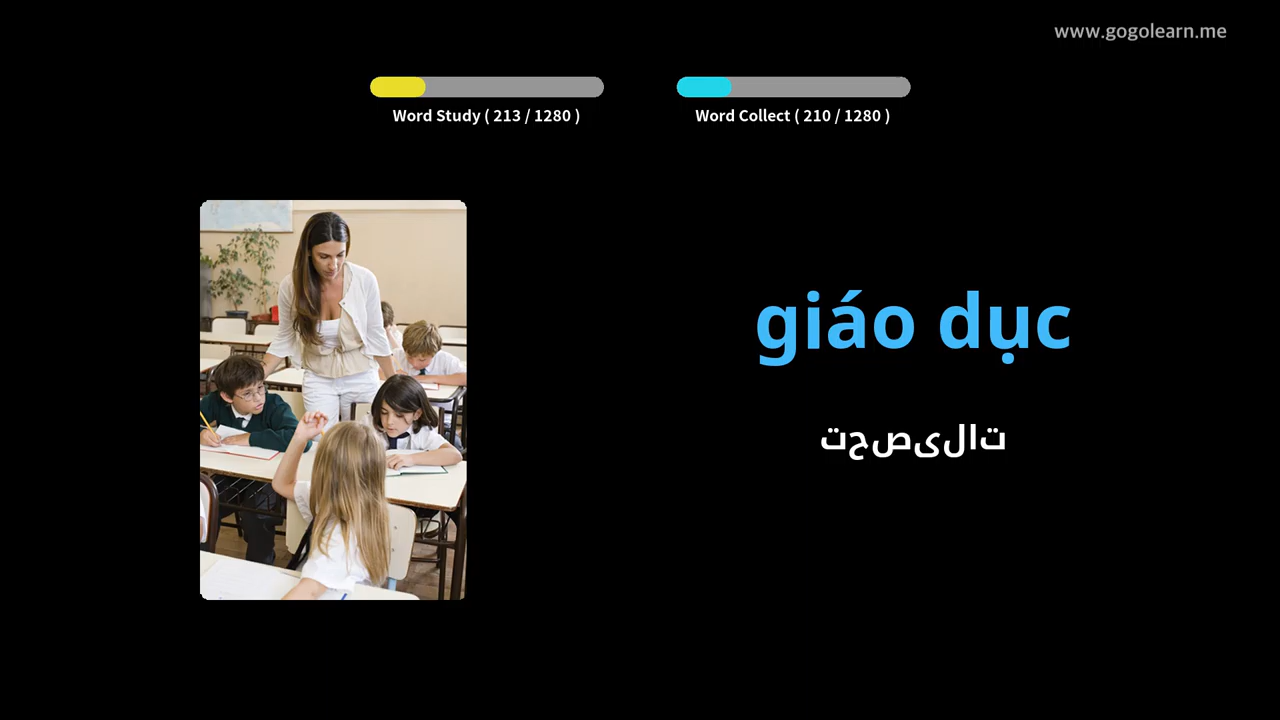 www.gogolearn.me
Word Study ( 213 / 1280 )
Word Collect ( 210 / 1280 )
giáo dục
تحصیلات